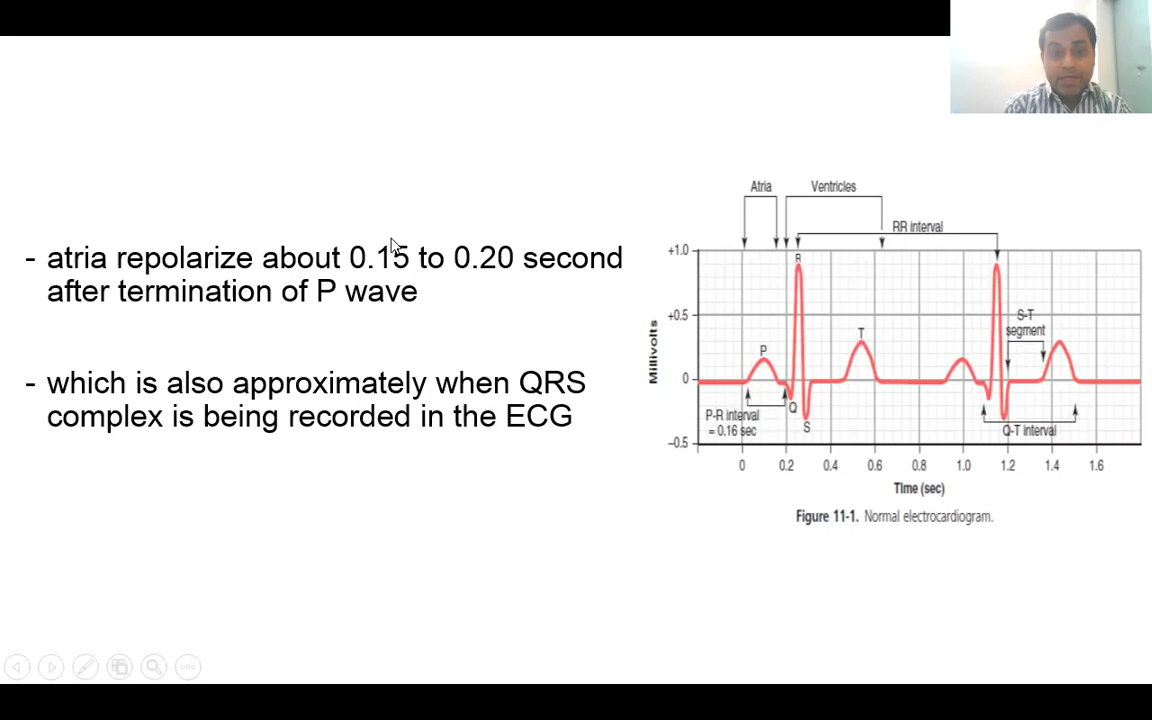 - atria repolarize about 0.15 to 0.20 second
after termination of P wave
- which is also approximately when QRS
complex is being recorded in the ECG
Atria
Ventricles
RR interval
+1.0
+0.5
0
−0.5
Millivolts
P
R
Q
S
T
S-T
segment
P-R interval
= 0.16 sec
Q-T interval
0 0.2 0.4 0.6 0.8 1.0 1.2 1.4 1.6
Time (sec)
Figure 11-1. Normal electrocardiogram.